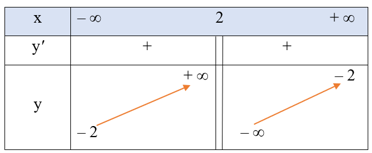 x – ∞ 2 + ∞
y′ + +
+ ∞ – 2
y
– 2 – ∞